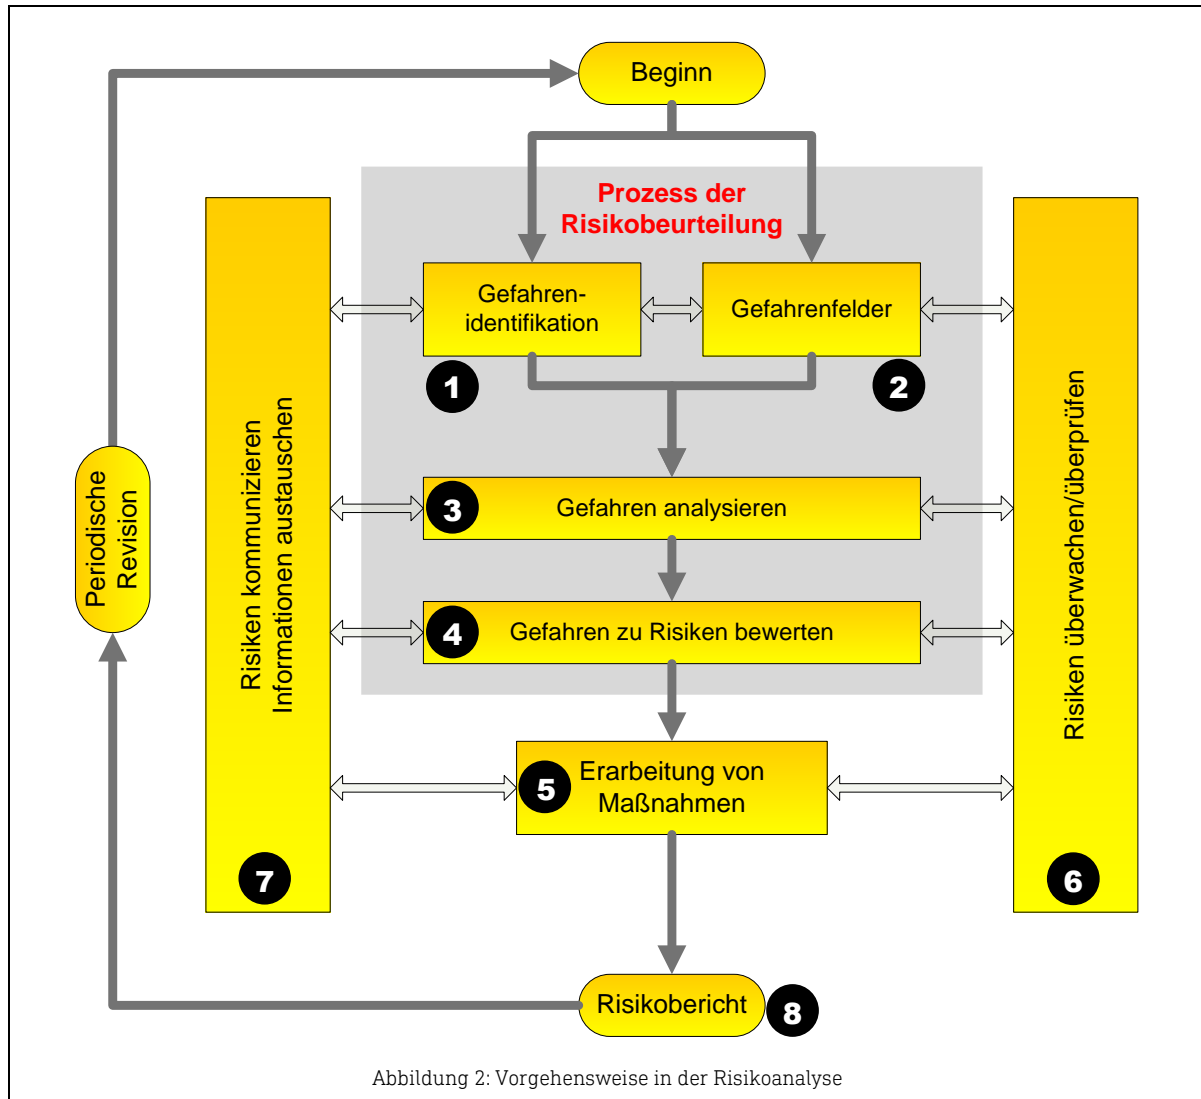 Beginn
Prozess der
Risikobeurteilung
Gefahren-
identifikation
Gefahrenfelder
1
2
Gefahren analysieren
3
Gefahren zu Risiken bewerten
4
Erarbeitung von
Maßnahmen
5
Risiken kommunizieren
Informationen austauschen
7
Risiken überwachen/überprüfen
6
Periodische
Revision
Risikobericht
8
Abbildung 2: Vorgehensweise in der Risikoanalyse